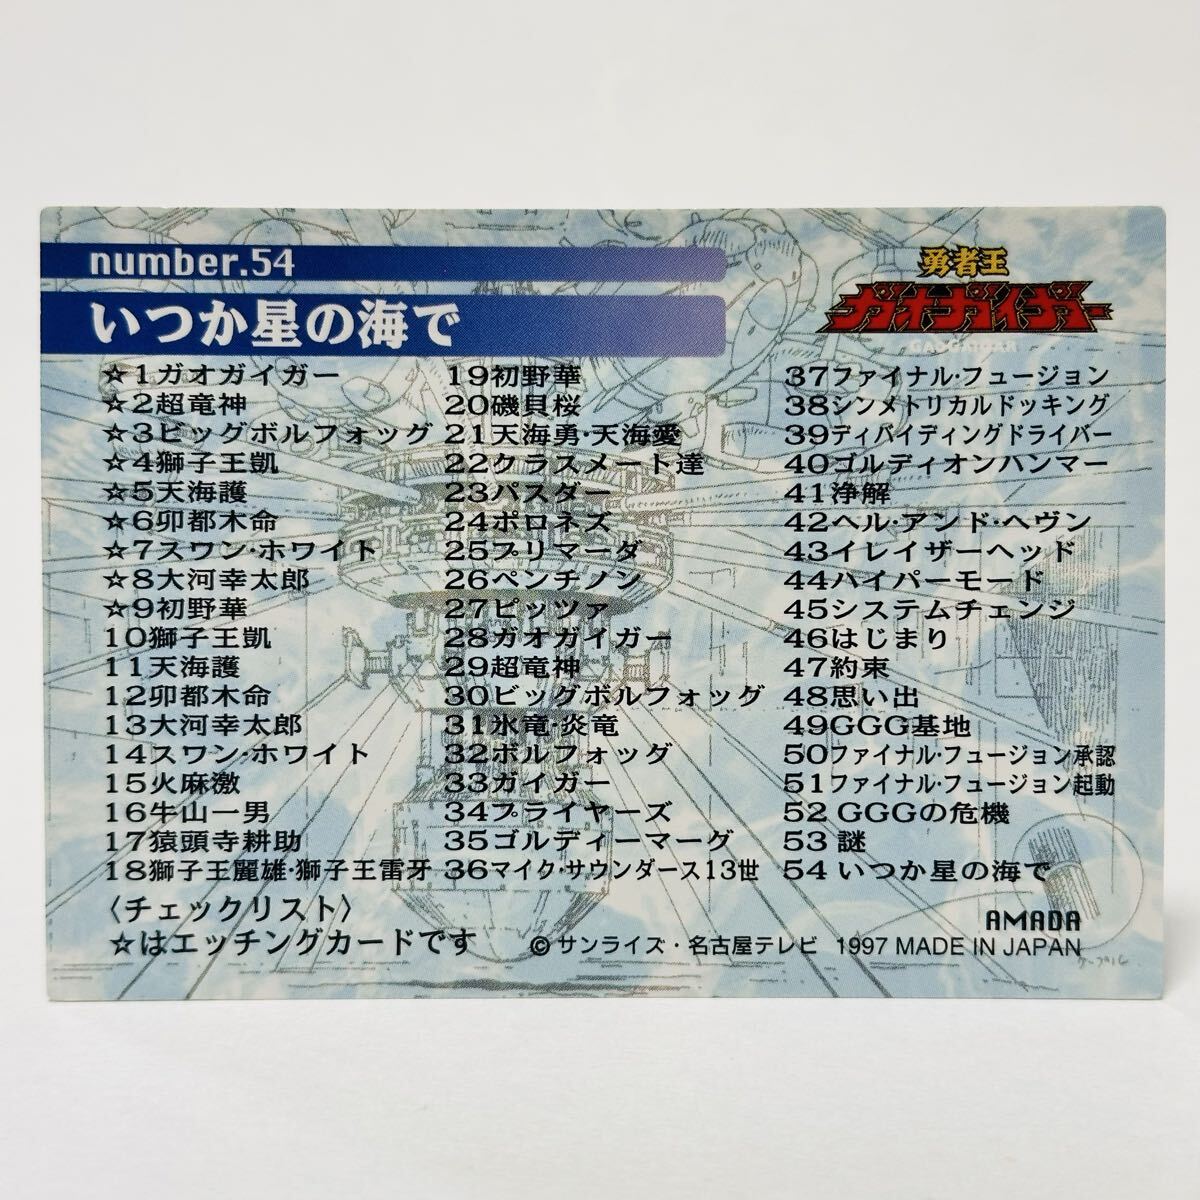 number.54
いつか星の海で
勇者王
ガオガイガー
GAOGAIGAR
☆1ガオガイガー
☆2超竜神
☆3ビッグボルフォッグ
☆4獅子王凱
☆5天海護
☆6卯都木命
☆7スワン・ホワイト
☆8大河幸太郎
☆9初野華
10獅子王凱
11天海護
12卯都木命
13大河幸太郎
14スワン・ホワイト
15火麻激
16牛山一男
17猿頭寺耕助
18獅子王麗雄・獅子王雷牙
19初野華
20磯貝桜
21天海勇・天海愛
22クラスメート達
23パスダー
24ポロネズ
25プリマーダ
26ペンチノン
27ピッツァ
28ガオガイガー
29超竜神
30ビッグボルフォッグ
31氷竜・炎竜
32ボルフォッグ
33ガイガー
34プライヤーズ
35ゴルディーマーグ
36マイク・サウンダース13世
37ファイナル・フュージョン
38シンメトリカルドッキング
39ディバイディングドライバー
40ゴルディオンハンマー
41浄解
42ヘル・アンド・ヘヴン
43イレイザーヘッド
44ハイパーモード
45システムチェンジ
46はじまり
47約束
48思い出
49GGG基地
50ファイナル・フュージョン承認
51ファイナル・フュージョン起動
52 GGGの危機
53 謎
54 いつか星の海で
〈チェックリスト〉
☆はエッチングカードです
AMADA
©サンライズ・名古屋テレビ 1997 MADE IN JAPAN